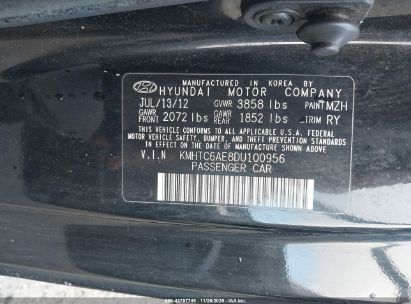 MANUFACTURED IN KOREA BY
HYUNDAI MOTOR COMPANY
JUL/13/12 GVWR 3858 lbs PAINT MZH
GAWR FRONT 2072 lbs GAWR REAR 1852 lbs TRIM RY
THIS VEHICLE CONFORMS TO ALL APPLICABLE U.S.A. FEDERAL
MOTOR VEHICLE SAFETY, BUMPER, AND THEFT PREVENTION
STANDARDS IN EFFECT ON THE DATE OF MANUFACTURE SHOWN ABOVE.
V.I.N KMHTC6AE8DU100956
PASSENGER CAR